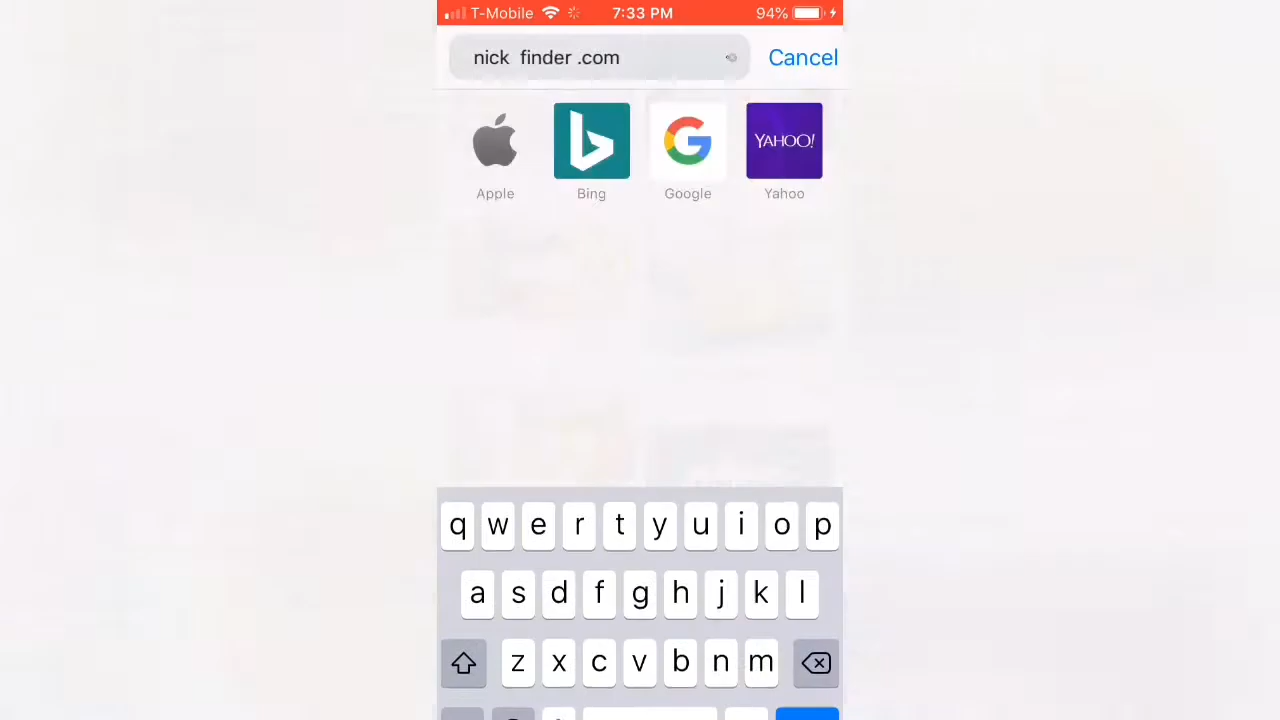 T-Mobile 7:33 PM 94%
nick finder .com Cancel
YAHOO!
Apple Bing Google Yahoo
q w e r t y u i o p
a s d f g h j k l
z x c v b n m